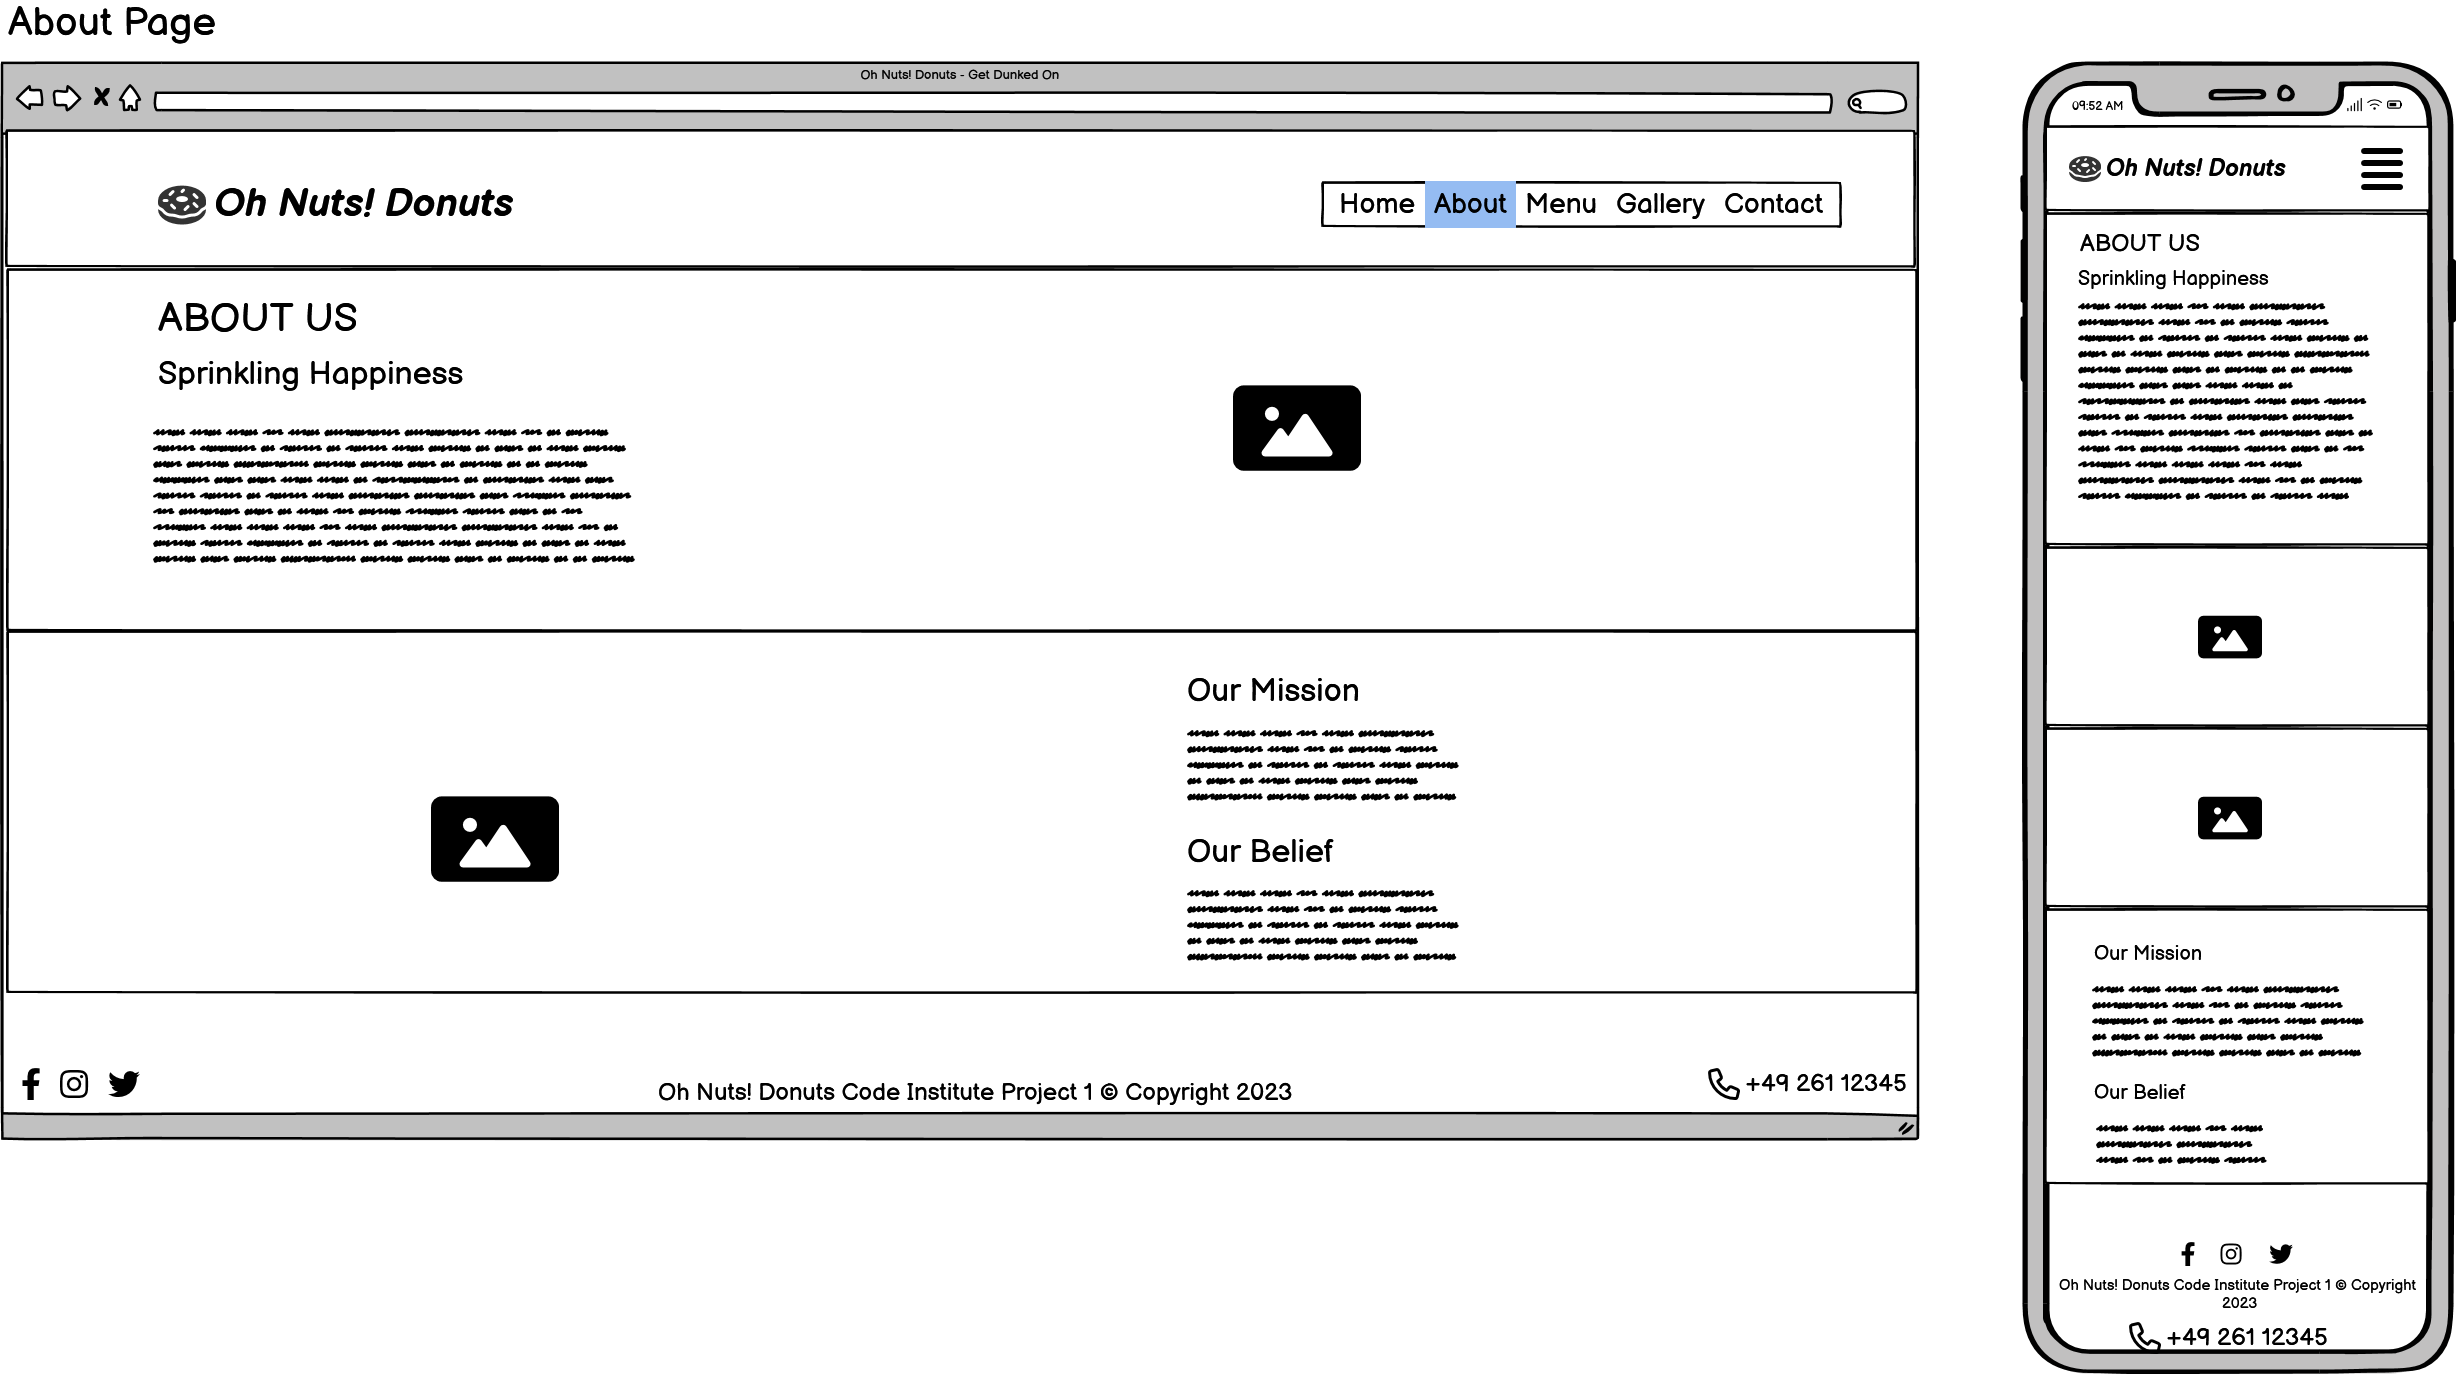 About Page
Oh Nuts! Donuts - Get Dunked On
Oh Nuts! Donuts
Home About Menu Gallery Contact
ABOUT US
Sprinkling Happiness
Our Mission
Our Belief
Oh Nuts! Donuts Code Institute Project 1 © Copyright 2023
+49 261 12345
09:52 AM
Oh Nuts! Donuts
ABOUT US
Sprinkling Happiness
Our Mission
Our Belief
Oh Nuts! Donuts Code Institute Project 1 © Copyright
2023
+49 261 12345